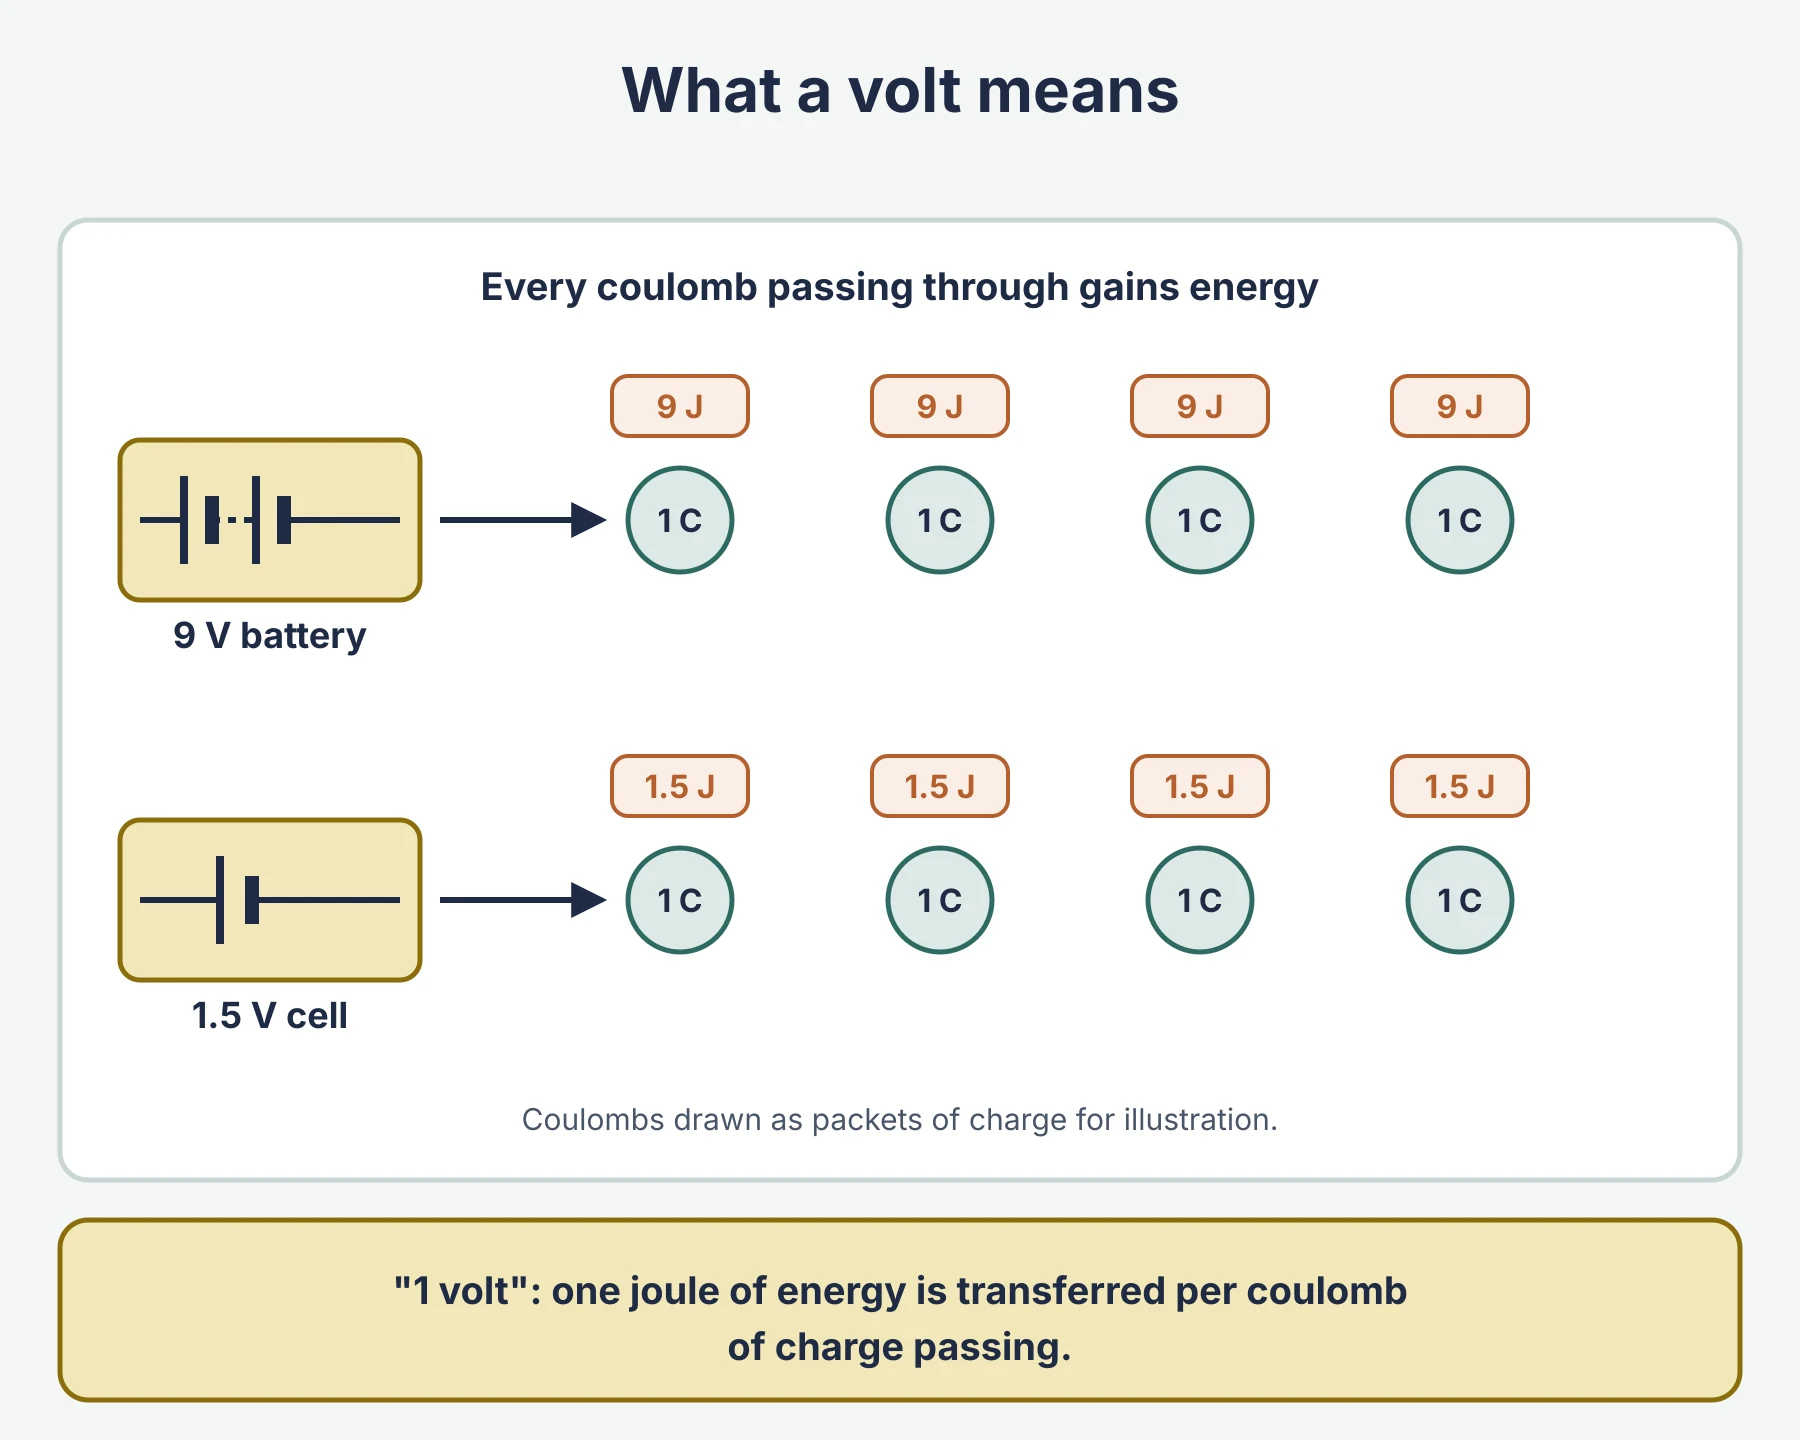 What a volt means
Every coulomb passing through gains energy
9 J 9 J 9 J 9 J
1 C 1 C 1 C 1 C
9 V battery
1.5 J 1.5 J 1.5 J 1.5 J
1 C 1 C 1 C 1 C
1.5 V cell
Coulombs drawn as packets of charge for illustration.
"1 volt": one joule of energy is transferred per coulomb
of charge passing.